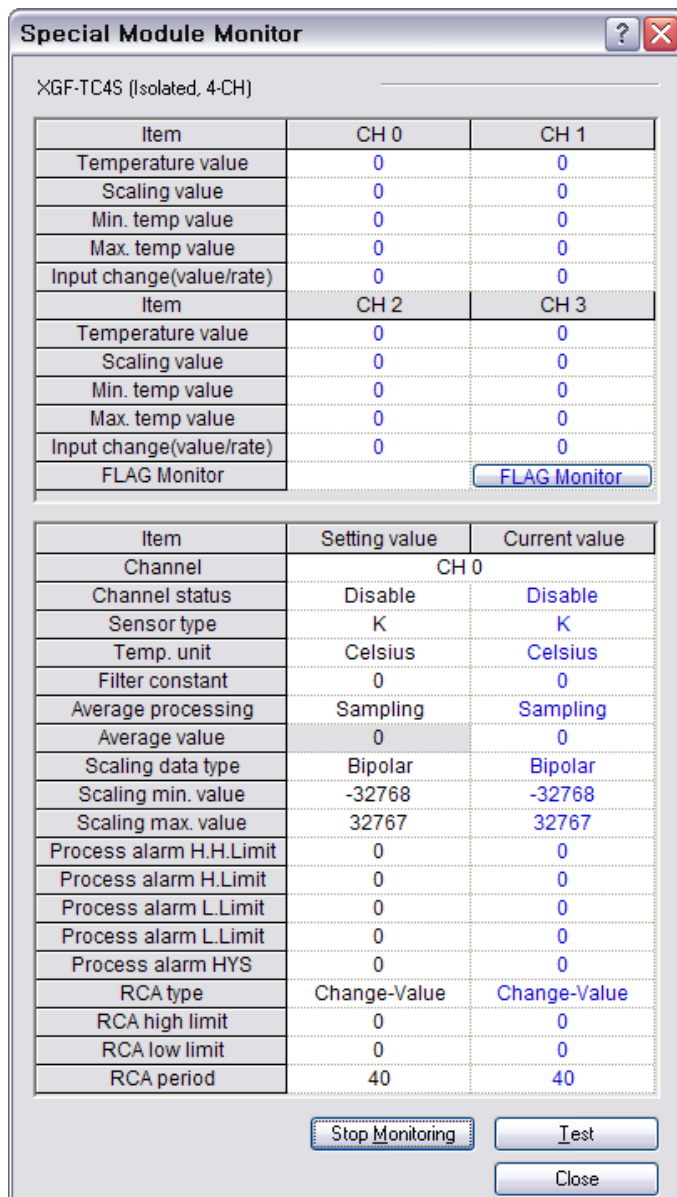 Special Module Monitor
?
XGF-TC4S (Isolated, 4-CH)
Item CH 0 CH 1
Temperature value 0 0
Scaling value 0 0
Min. temp value 0 0
Max. temp value 0 0
Input change(value/rate) 0 0
Item CH 2 CH 3
Temperature value 0 0
Scaling value 0 0
Min. temp value 0 0
Max. temp value 0 0
Input change(value/rate) 0 0
FLAG Monitor FLAG Monitor
Item Setting value Current value
Channel CH 0
Channel status Disable Disable
Sensor type K K
Temp. unit Celsius Celsius
Filter constant 0 0
Average processing Sampling Sampling
Average value 0 0
Scaling data type Bipolar Bipolar
Scaling min. value -32768 -32768
Scaling max. value 32767 32767
Process alarm H.H.Limit 0 0
Process alarm H.Limit 0 0
Process alarm L.Limit 0 0
Process alarm L.Limit 0 0
Process alarm HYS 0 0
RCA type Change-Value Change-Value
RCA high limit 0 0
RCA low limit 0 0
RCA period 40 40
Stop Monitoring Test
Close